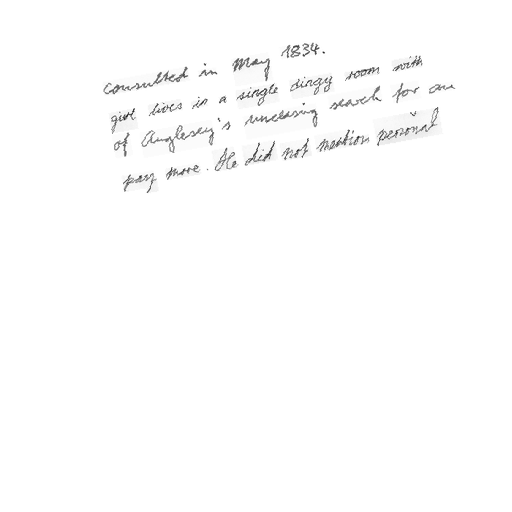 consulted in May 1834.
girl lives in a single dingy room with
of Anglesey's unceasing search for an
pay more. He did not mention personal